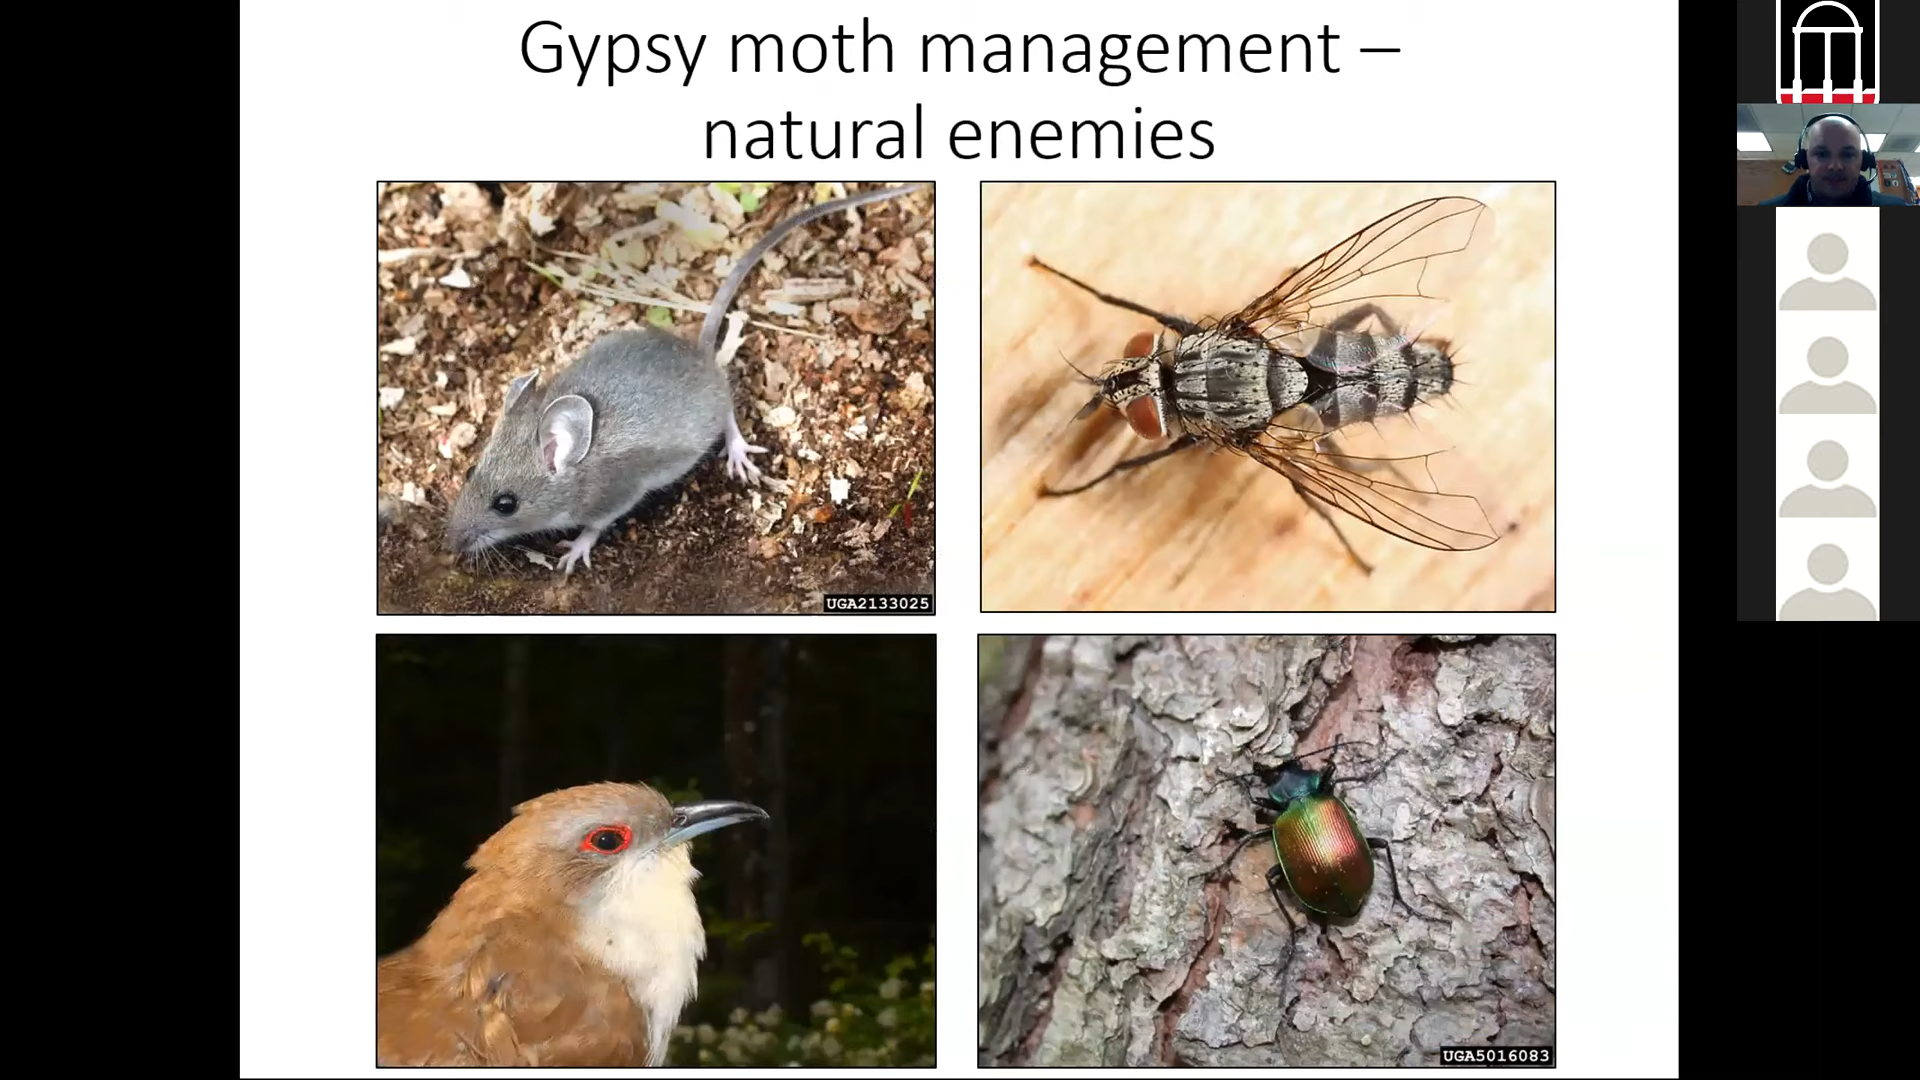 Gypsy moth management –
natural enemies
UGA2133025
UGA5016083